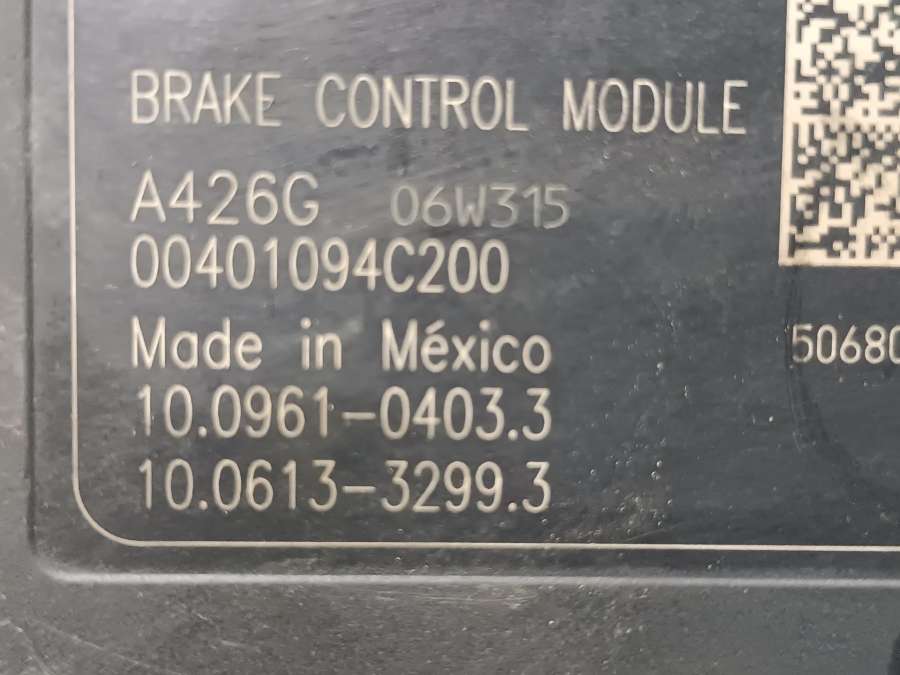 BRAKE CONTROL MODULE
A426G 06W315
00401094C200
Made in México
50680
10.0961-0403.3
10.0613-3299.3